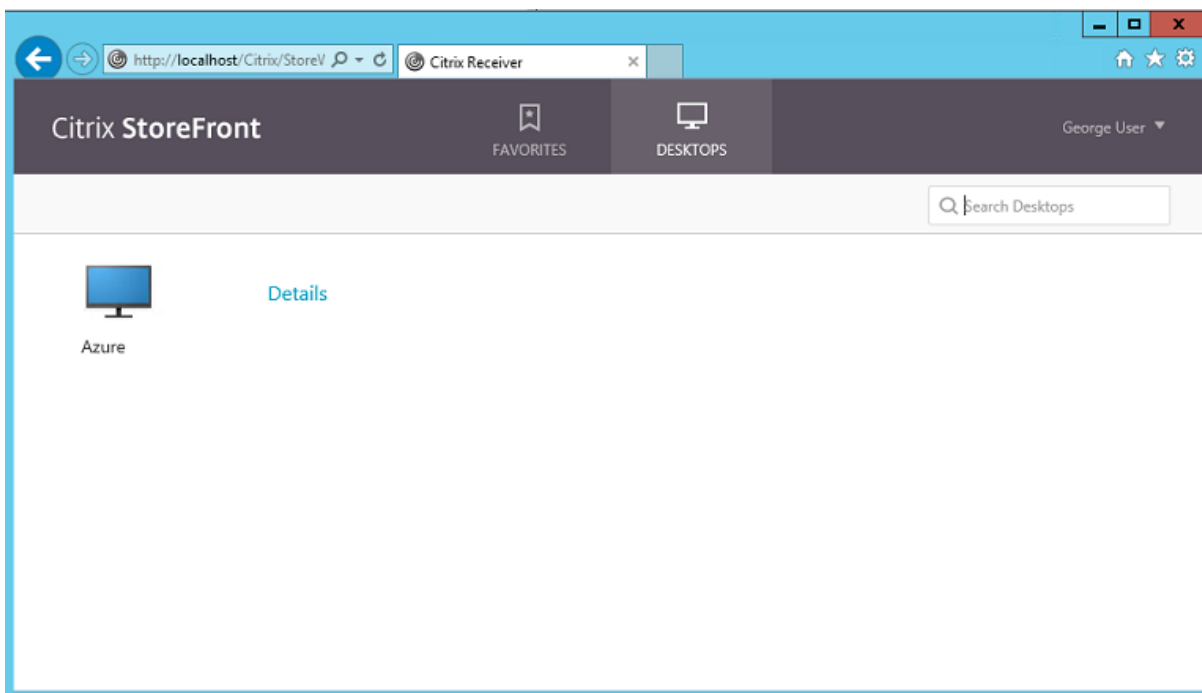 http://localhost/Citrix/StoreV
Citrix Receiver
Citrix StoreFront
FAVORITES
DESKTOPS
George User
Search Desktops
Details
Azure